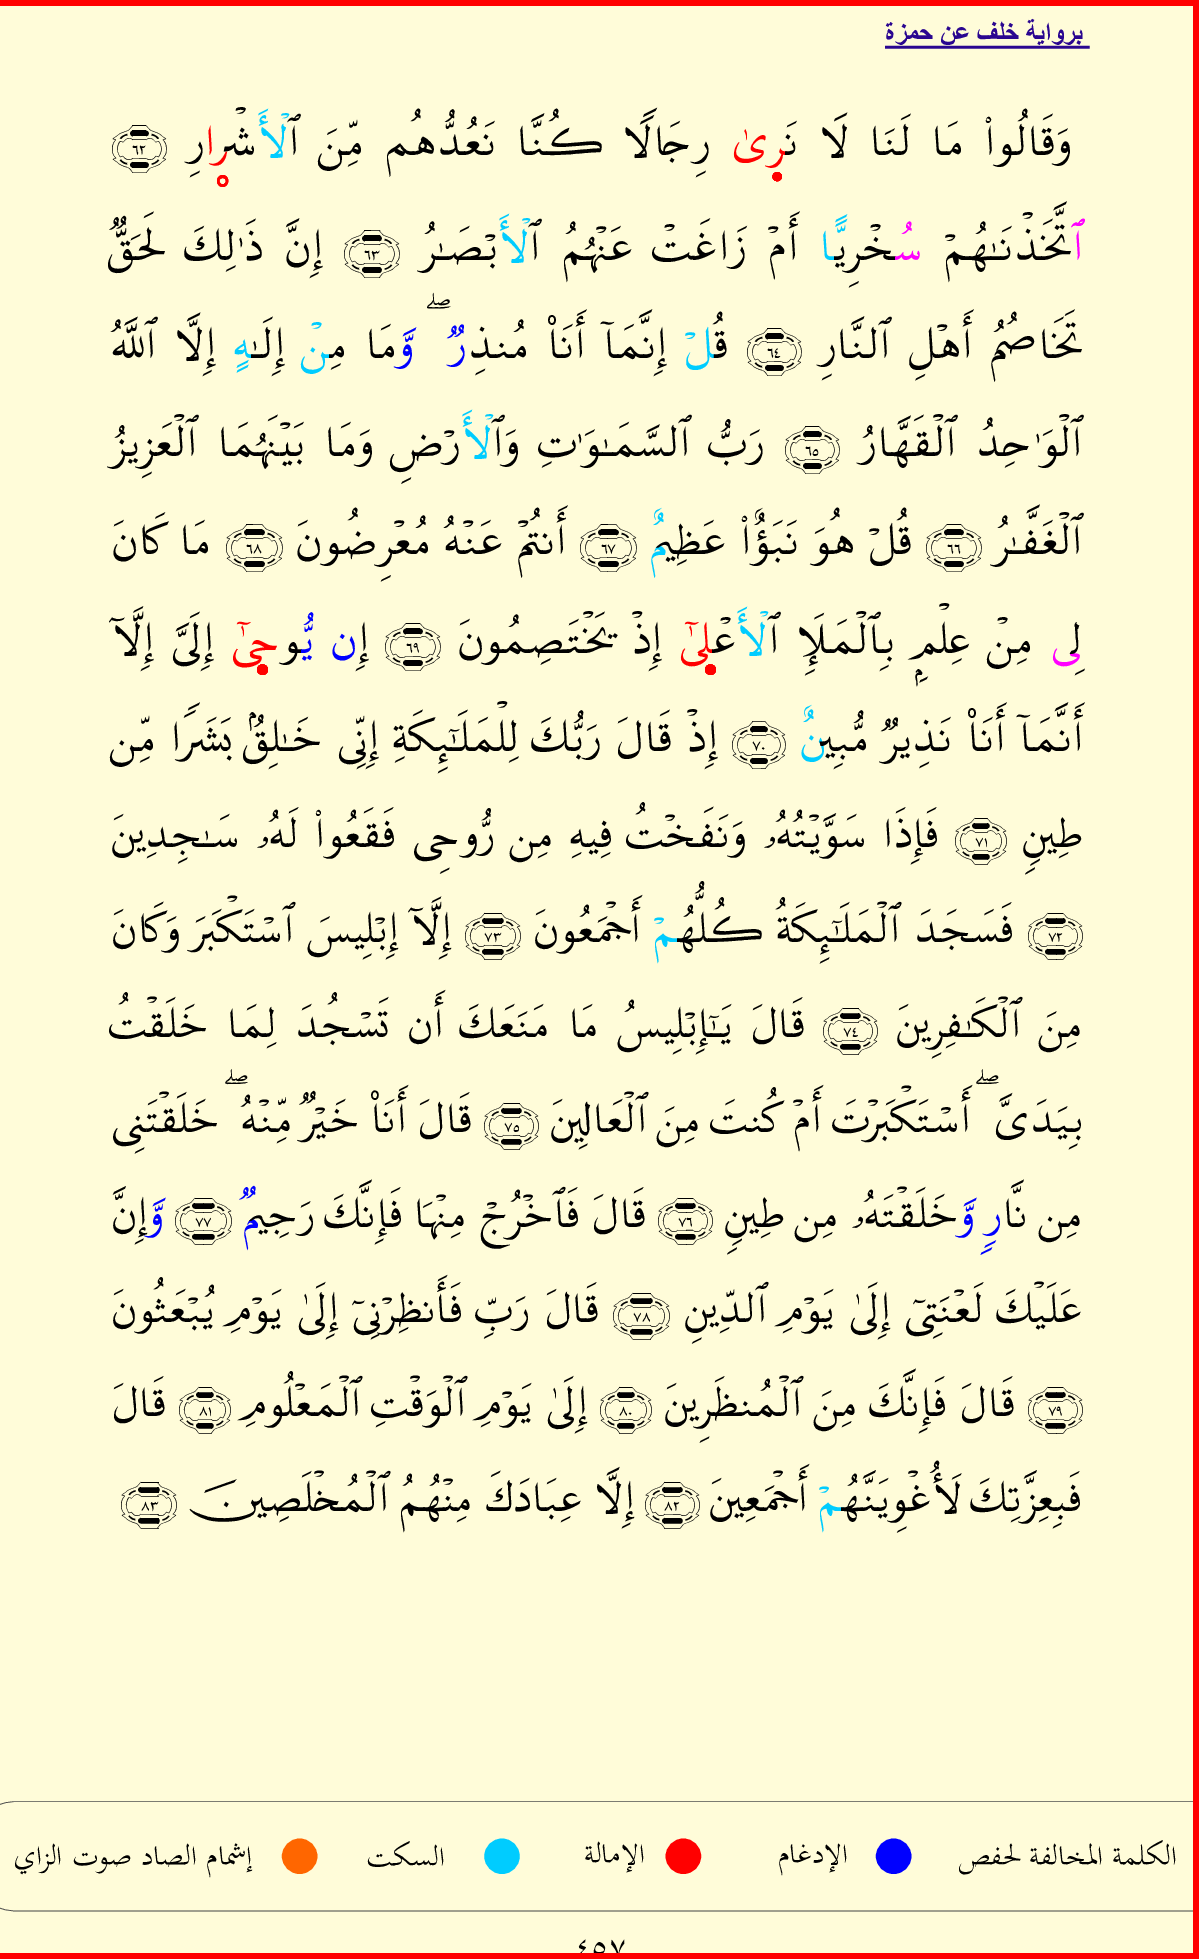 برواية خلف عن حمزة
وَقَالُوا۟ مَا لَنَا لَا نَرِىٰ رِجَالًا كُنَّا نَعُدُّهُم مِّنَ ٱلْأَشْرارِ ٦٢
ٱتَّخَذْنَـٰهُمْ سُخْرِيًّا أَمْ زَاغَتْ عَنْهُمُ ٱلْأَبْصَـٰرُ ٦٣ إِنَّ ذَٰلِكَ لَحَقٌّ
تَخَاصُمُ أَهْلِ ٱلنَّارِ ٦٤ قُلْ إِنَّمَآ أَنَا۠ مُنذِرٌ ۖ وَّمَا مِنْ إِلَـٰهٍ إِلَّا ٱللَّهُ
ٱلْوَٰحِدُ ٱلْقَهَّارُ ٦٥ رَبُّ ٱلسَّمَـٰوَٰتِ وَٱلْأَرْضِ وَمَا بَيْنَهُمَا ٱلْعَزِيزُ
ٱلْغَفَّـٰرُ ٦٦ قُلْ هُوَ نَبَؤٌا۟ عَظِيمٌ ٦٧ أَنتُمْ عَنْهُ مُعْرِضُونَ ٦٨ مَا كَانَ
لِى مِنْ عِلْمٍۭ بِٱلْمَلَإِ ٱلْأَعْلِىٰٓ إِذْ يَخْتَصِمُونَ ٦٩ إِن يُّوحِىٰٓ إِلَىَّ إِلَّآ
أَنَّمَآ أَنَا۠ نَذِيرٌ مُّبِينٌ ٧٠ إِذْ قَالَ رَبُّكَ لِلْمَلَـٰٓئِكَةِ إِنِّى خَـٰلِقٌۢ بَشَرًا مِّن
طِينٍ ٧١ فَإِذَا سَوَّيْتُهُۥ وَنَفَخْتُ فِيهِ مِن رُّوحِى فَقَعُوا۟ لَهُۥ سَـٰجِدِينَ
٧٢ فَسَجَدَ ٱلْمَلَـٰٓئِكَةُ كُلُّهُمْ أَجْمَعُونَ ٧٣ إِلَّآ إِبْلِيسَ ٱسْتَكْبَرَ وَكَانَ
مِنَ ٱلْكَـٰفِرِينَ ٧٤ قَالَ يَـٰٓإِبْلِيسُ مَا مَنَعَكَ أَن تَسْجُدَ لِمَا خَلَقْتُ
بِيَدَىَّ ۖ أَسْتَكْبَرْتَ أَمْ كُنتَ مِنَ ٱلْعَالِينَ ٧٥ قَالَ أَنَا۠ خَيْرٌ مِّنْهُ ۖ خَلَقْتَنِى
مِن نَّارٍ وَّخَلَقْتَهُۥ مِن طِينٍ ٧٦ قَالَ فَٱخْرُجْ مِنْهَا فَإِنَّكَ رَجِيمٌ ٧٧ وَّإِنَّ
عَلَيْكَ لَعْنَتِىٓ إِلَىٰ يَوْمِ ٱلدِّينِ ٧٨ قَالَ رَبِّ فَأَنظِرْنِىٓ إِلَىٰ يَوْمِ يُبْعَثُونَ
٧٩ قَالَ فَإِنَّكَ مِنَ ٱلْمُنظَرِينَ ٨٠ إِلَىٰ يَوْمِ ٱلْوَقْتِ ٱلْمَعْلُومِ ٨١ قَالَ
فَبِعِزَّتِكَ لَأُغْوِيَنَّهُمْ أَجْمَعِينَ ٨٢ إِلَّا عِبَادَكَ مِنْهُمُ ٱلْمُخْلَصِينَ ٨٣
الكلمة المخالفة لحفص الإدغام الإمالة السكت إشمام الصاد صوت الزاي
٤٥٧